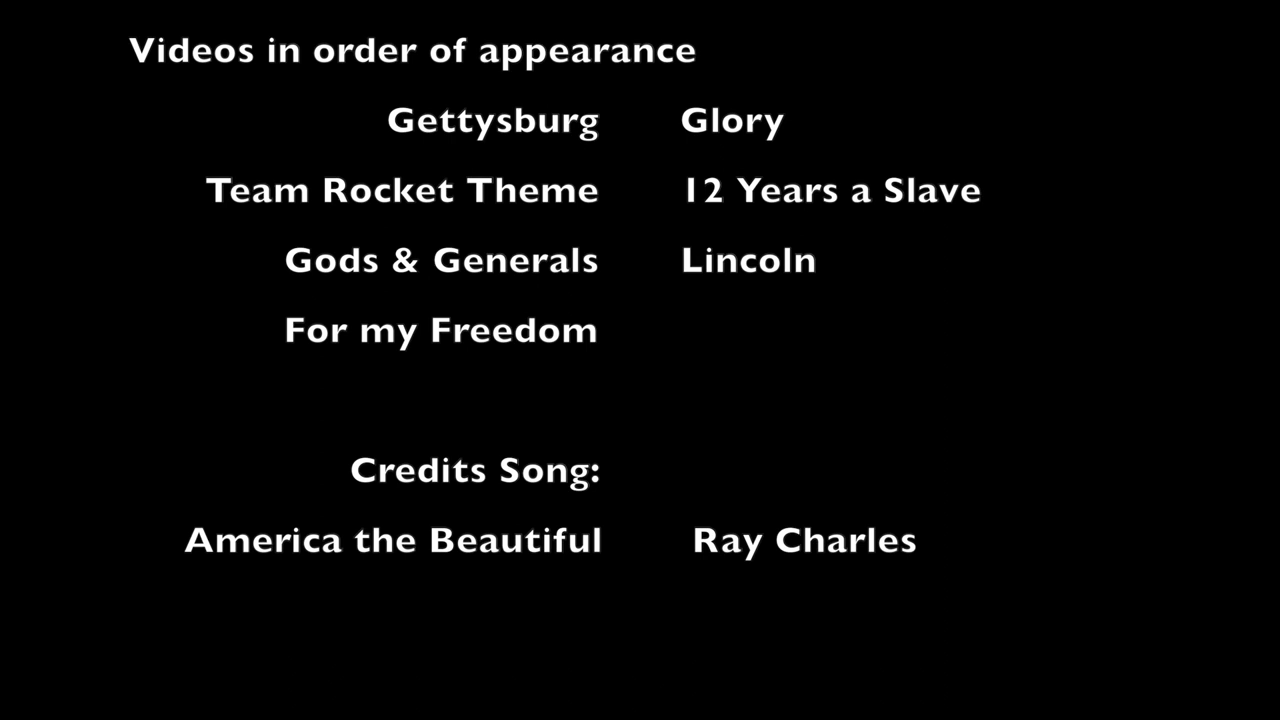 Videos in order of appearance
Gettysburg Glory
Team Rocket Theme 12 Years a Slave
Gods & Generals Lincoln
For my Freedom
Credits Song:
America the Beautiful Ray Charles